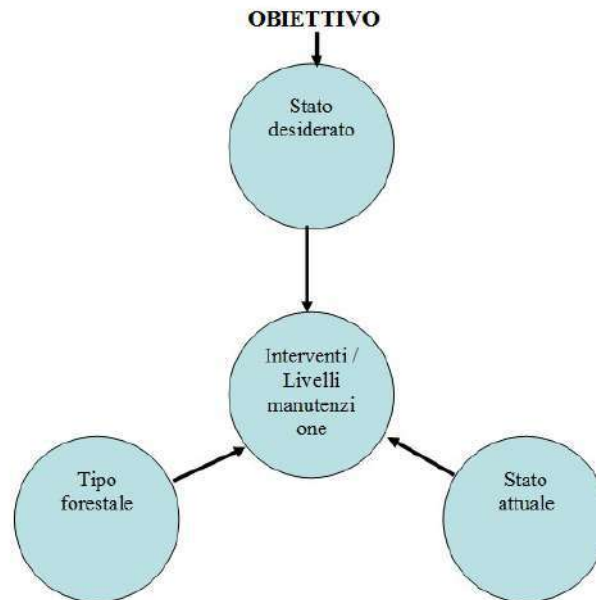 OBIETTIVO
Stato
desiderato
Interventi /
Livelli
manutenzi
one
Tipo
forestale
Stato
attuale